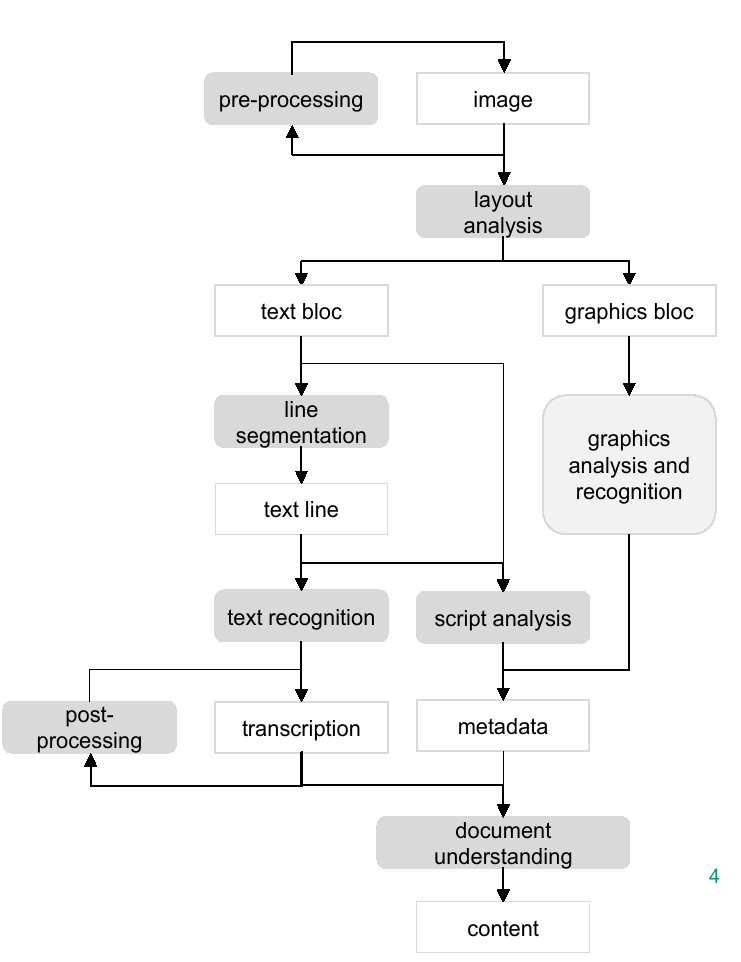 pre-processing
image
layout
analysis
text bloc
graphics bloc
line
segmentation
graphics
analysis and
recognition
text line
text recognition
script analysis
post-
processing
transcription
metadata
document
understanding
4
content